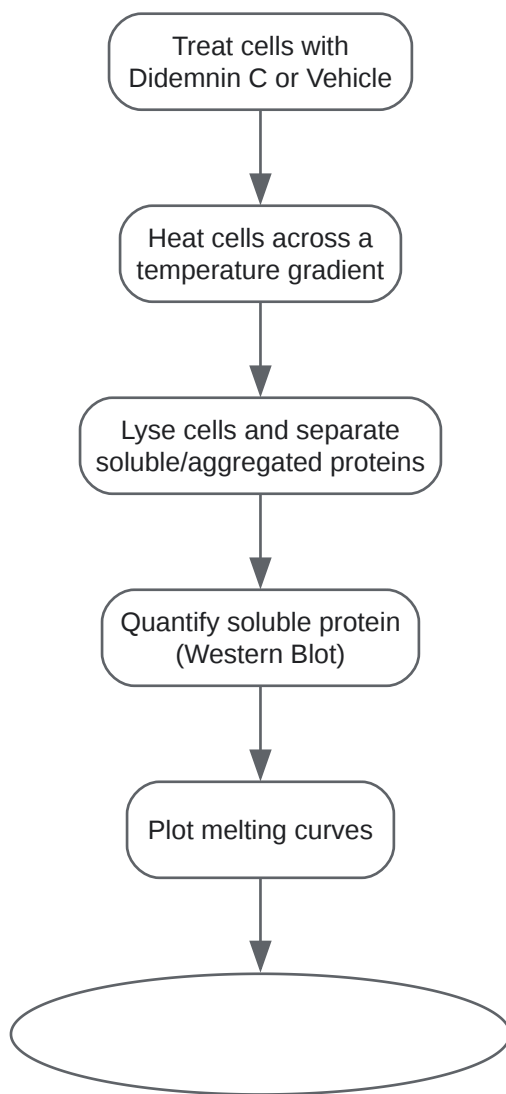 Treat cells with
Didemnin C or Vehicle
Heat cells across a
temperature gradient
Lyse cells and separate
soluble/aggregated proteins
Quantify soluble protein
(Western Blot)
Plot melting curves